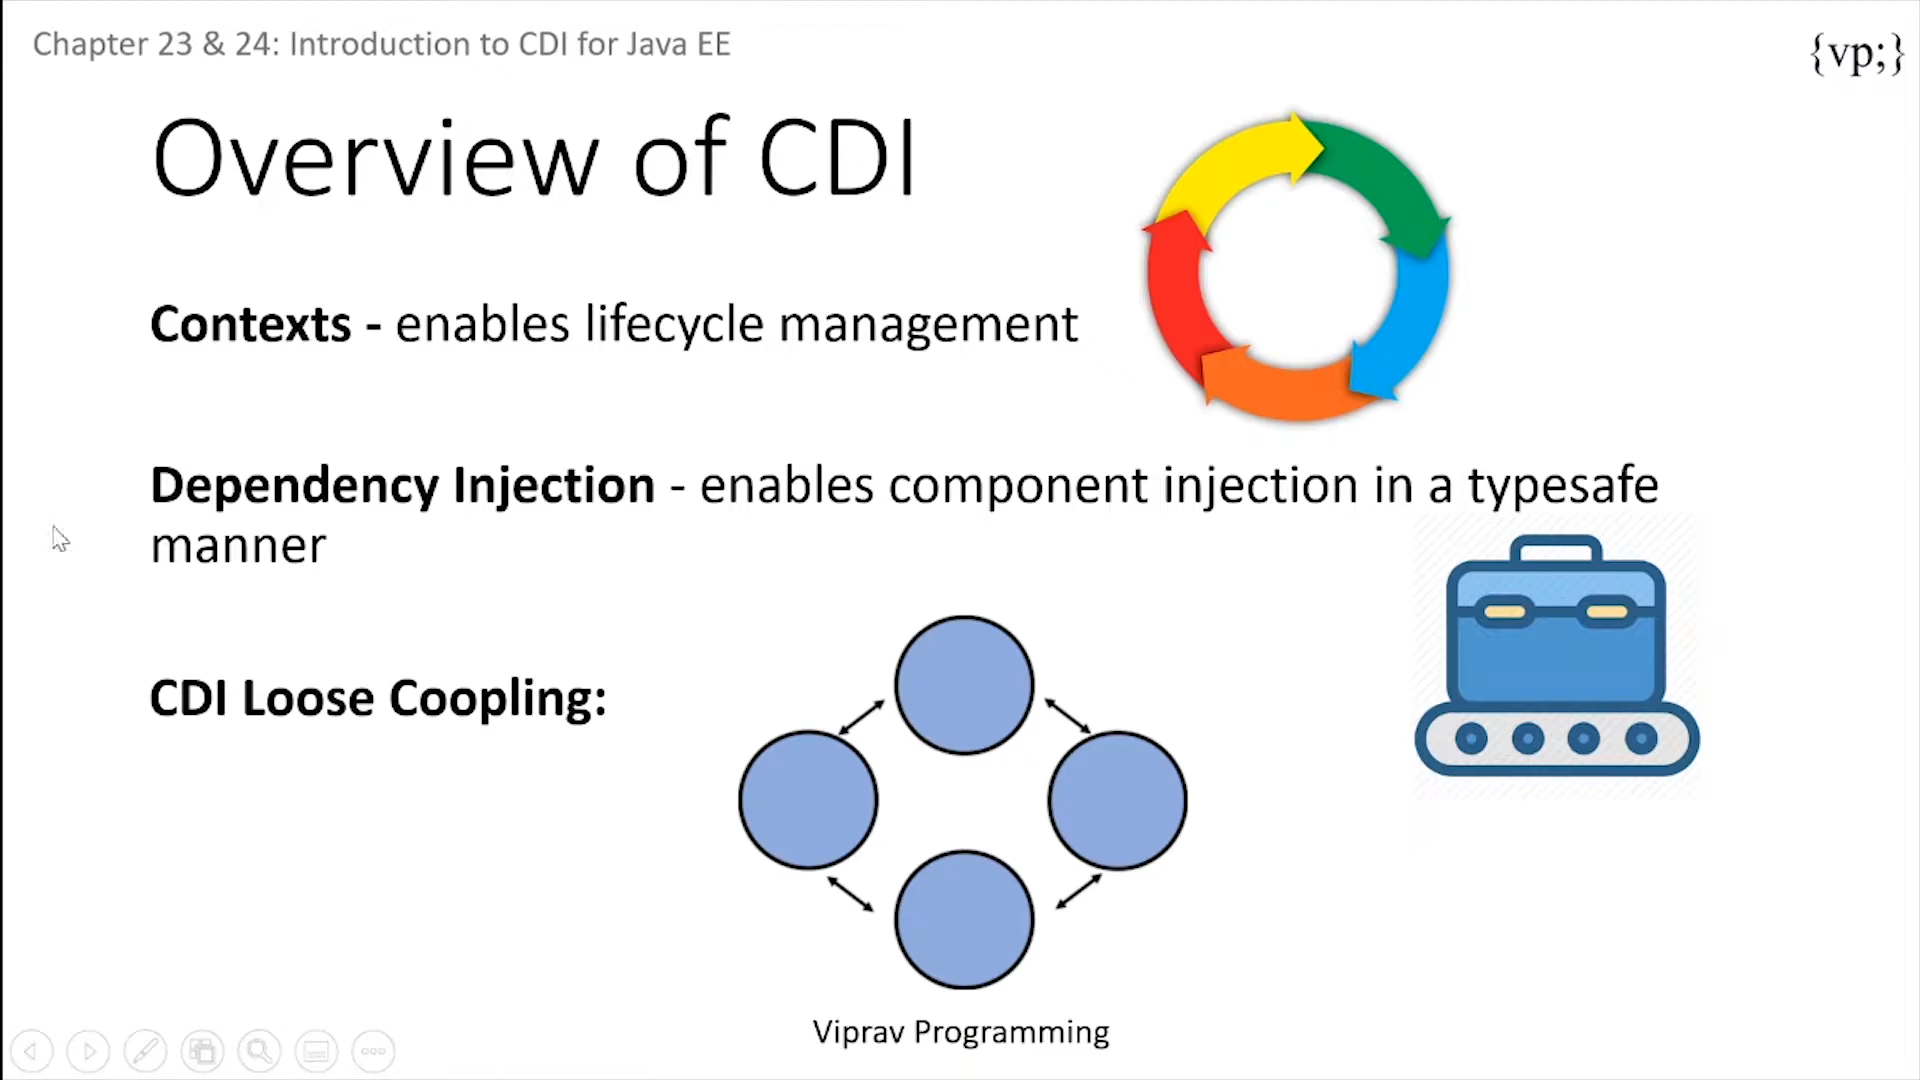 Chapter 23 & 24: Introduction to CDI for Java EE
{vp;}
Overview of CDI
Contexts - enables lifecycle management
Dependency Injection - enables component injection in a typesafe
manner
CDI Loose Coopling:
Viprav Programming